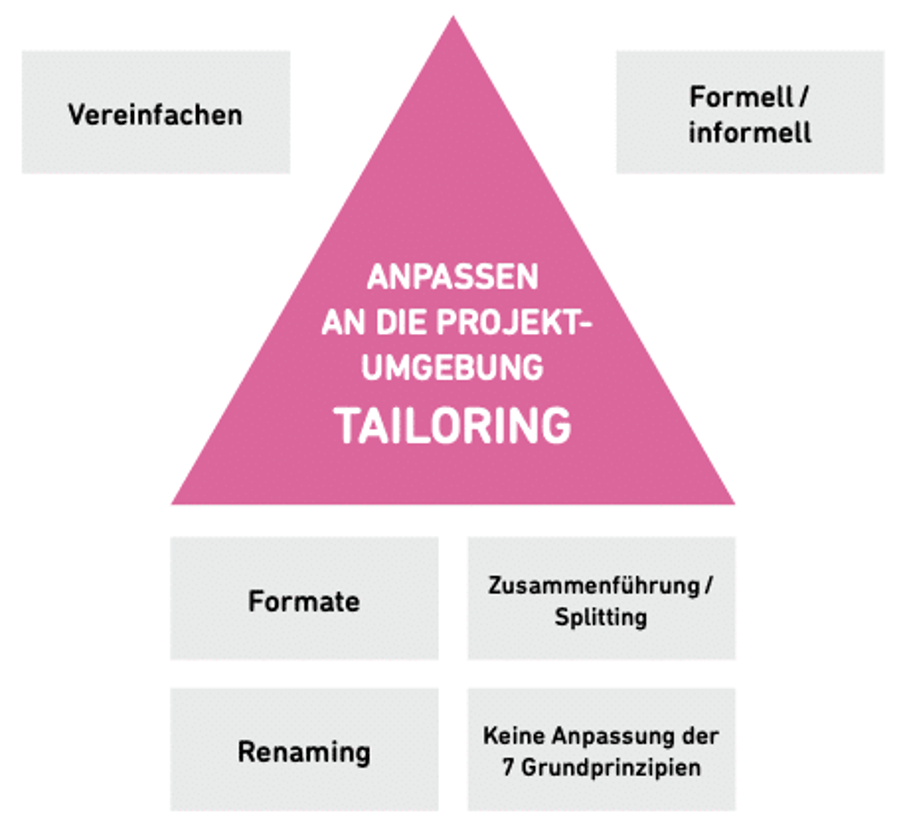 Vereinfachen
Formell /
informell
ANPASSEN
AN DIE PROJEKT-
UMGEBUNG
TAILORING
Formate
Zusammenführung /
Splitting
Renaming
Keine Anpassung der
7 Grundprinzipien